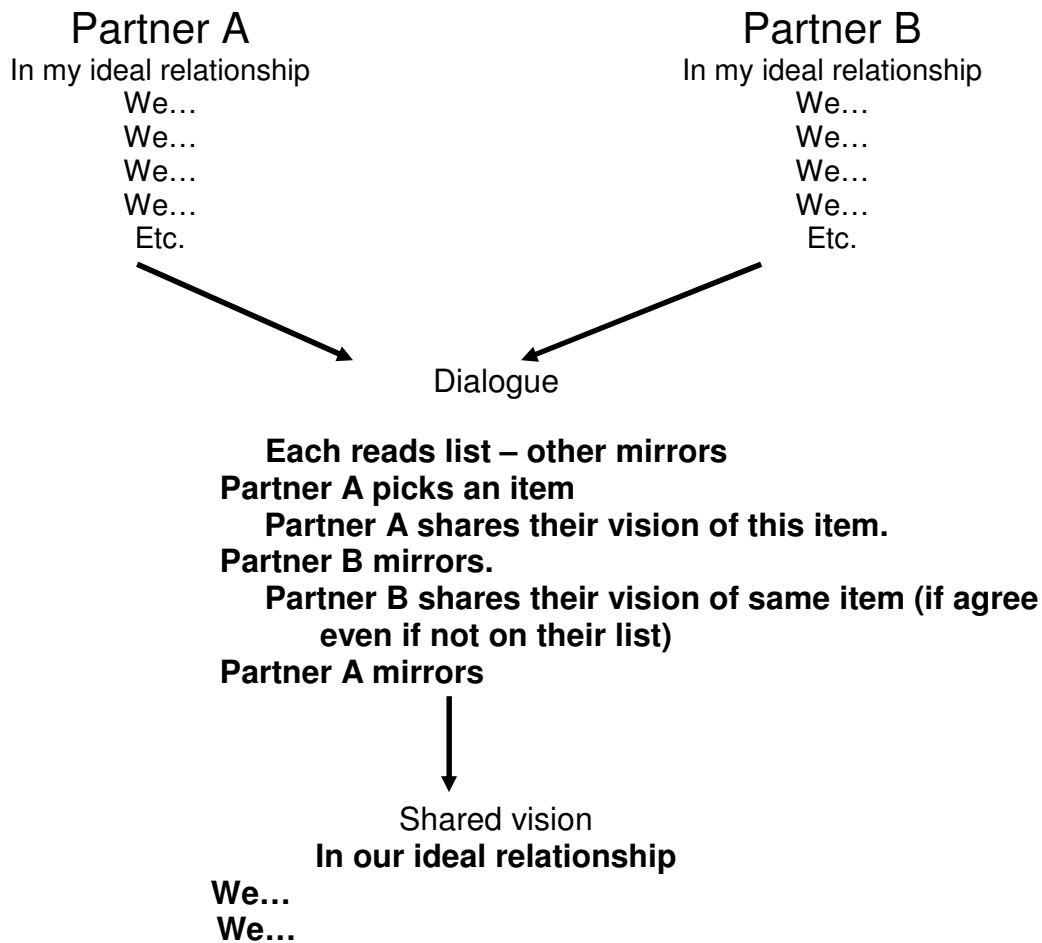 Partner A
In my ideal relationship
We…
We…
We…
We…
Etc.
Partner B
In my ideal relationship
We…
We…
We…
We…
Etc.
Dialogue
Each reads list – other mirrors
Partner A picks an item
Partner A shares their vision of this item.
Partner B mirrors.
Partner B shares their vision of same item (if agree
even if not on their list)
Partner A mirrors
Shared vision
In our ideal relationship
We…
We…